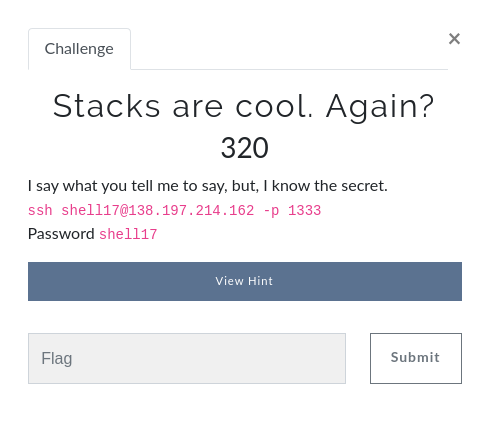 Challenge
×
Stacks are cool. Again?
320
I say what you tell me to say, but, I know the secret.
ssh shell17@138.197.214.162 -p 1333
Password shell17
View Hint
Flag
Submit